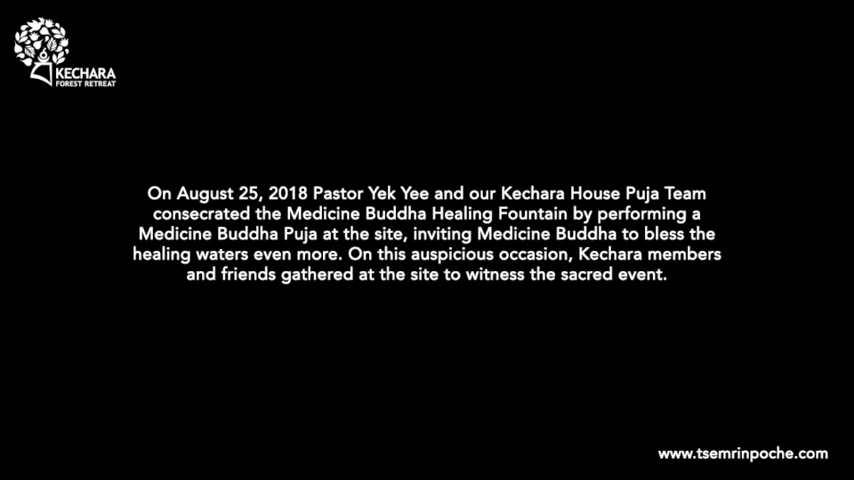 KECHARA
FOREST RETREAT
On August 25, 2018 Pastor Yek Yee and our Kechara House Puja Team
consecrated the Medicine Buddha Healing Fountain by performing a
Medicine Buddha Puja at the site, inviting Medicine Buddha to bless the
healing waters even more. On this auspicious occasion, Kechara members
and friends gathered at the site to witness the sacred event.
www.tsemrinpoche.com